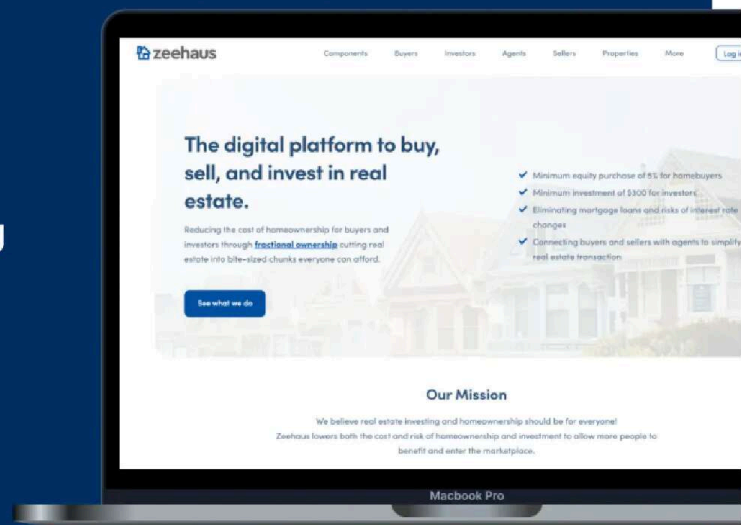 zeehaus
Components Buyers Investors Agents Sellers Properties More Log in
The digital platform to buy,
sell, and invest in real
estate.
Reducing the cost of homeownership for buyers and
investors through fractional ownership cutting real
estate into bite-sized chunks everyone can afford.
See what we do
Minimum equity purchase of 5% for homebuyers
Minimum investment of $300 for investors
Eliminating mortgage loans and risks of interest rate
changes
Connecting buyers and sellers with agents to simplify
real estate transaction
Our Mission
We believe real estate investing and homeownership should be for everyone!
Zeehaus lowers both the cost and risk of homeownership and investment to allow more people to
benefit and enter the marketplace.
Macbook Pro